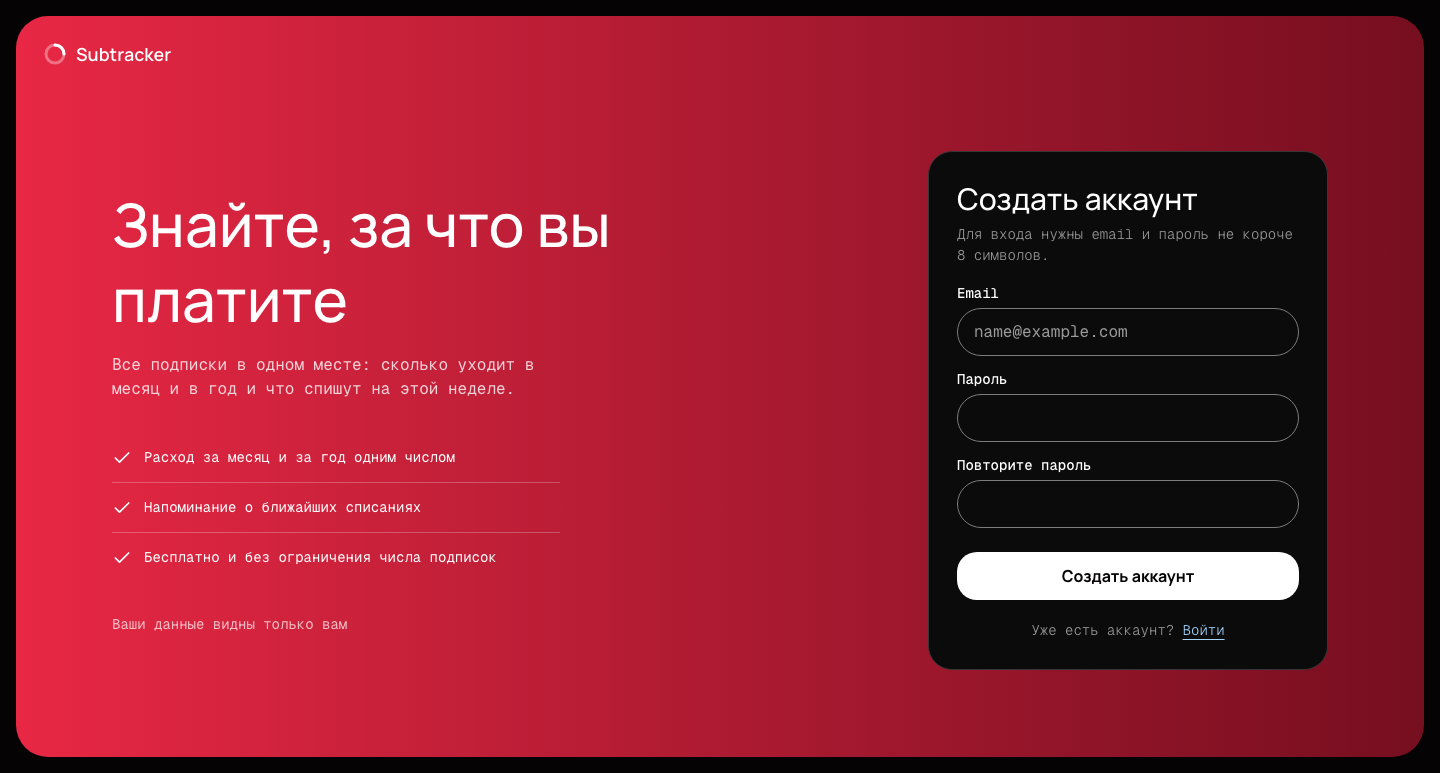 Subtracker
Знайте, за что вы
платите
Все подписки в одном месте: сколько уходит в
месяц и в год и что спишут на этой неделе.
Расход за месяц и за год одним числом
Напоминание о ближайших списаниях
Бесплатно и без ограничения числа подписок
Ваши данные видны только вам
Создать аккаунт
Для входа нужны email и пароль не короче
8 символов.
Email
name@example.com
Пароль
Повторите пароль
Создать аккаунт
Уже есть аккаунт? Войти